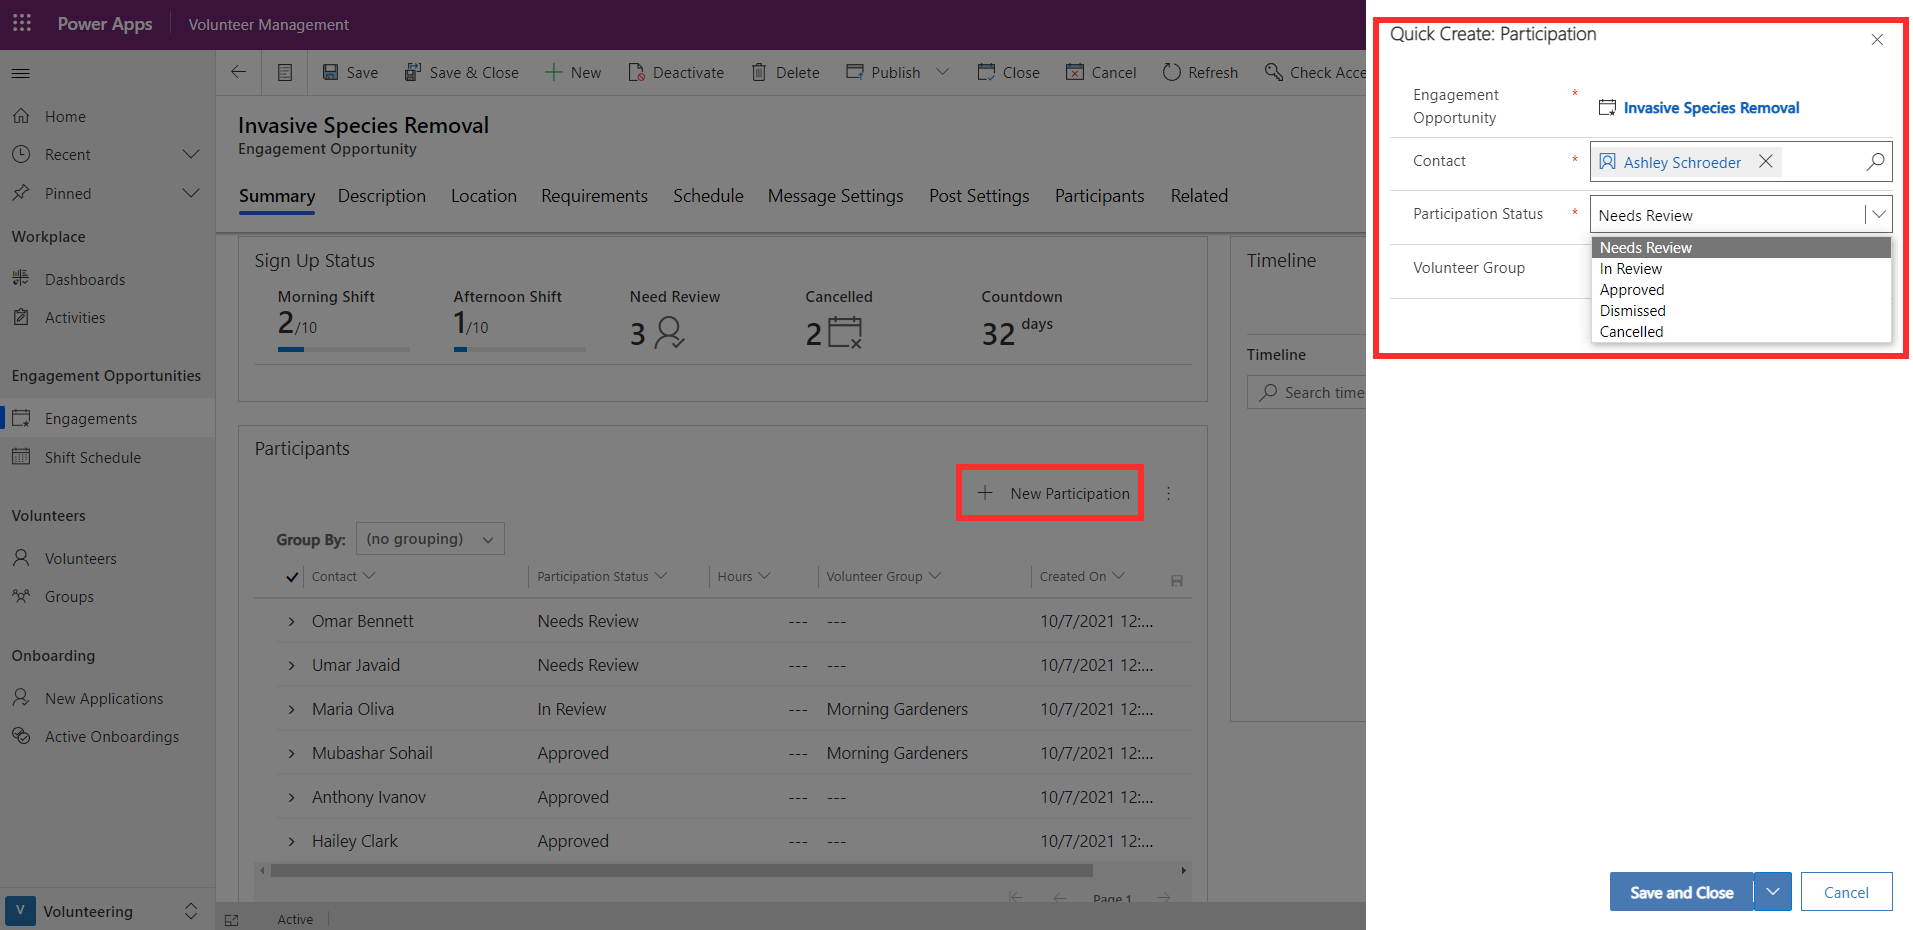 Power Apps
Volunteer Management
Save
Save & Close
New
Deactivate
Delete
Publish
Close
Cancel
Refresh
Check Acce
Home
Recent
Pinned
Workplace
Dashboards
Activities
Engagement Opportunities
Engagements
Shift Schedule
Volunteers
Volunteers
Groups
Onboarding
New Applications
Active Onboardings
V
Volunteering
Invasive Species Removal
Engagement Opportunity
Summary
Description
Location
Requirements
Schedule
Message Settings
Post Settings
Participants
Related
Sign Up Status
Morning Shift
2/10
Afternoon Shift
1/10
Need Review
3
Cancelled
2
Countdown
32 days
Timeline
Timeline
Search time
Participants
New Participation
Group By: (no grouping)
Contact Participation Status Hours Volunteer Group Created On
Omar Bennett Needs Review --- --- 10/7/2021 12:...
Umar Javaid Needs Review --- --- 10/7/2021 12:...
Maria Oliva In Review --- Morning Gardeners 10/7/2021 12:...
Mubashar Sohail Approved --- Morning Gardeners 10/7/2021 12:...
Anthony Ivanov Approved --- --- 10/7/2021 12:...
Hailey Clark Approved --- --- 10/7/2021 12:...
Page 1
Active
Quick Create: Participation
Engagement
Opportunity
*
Invasive Species Removal
Contact * Ashley Schroeder
Participation Status * Needs Review
Needs Review
In Review
Approved
Dismissed
Cancelled
Volunteer Group
Save and Close
Cancel